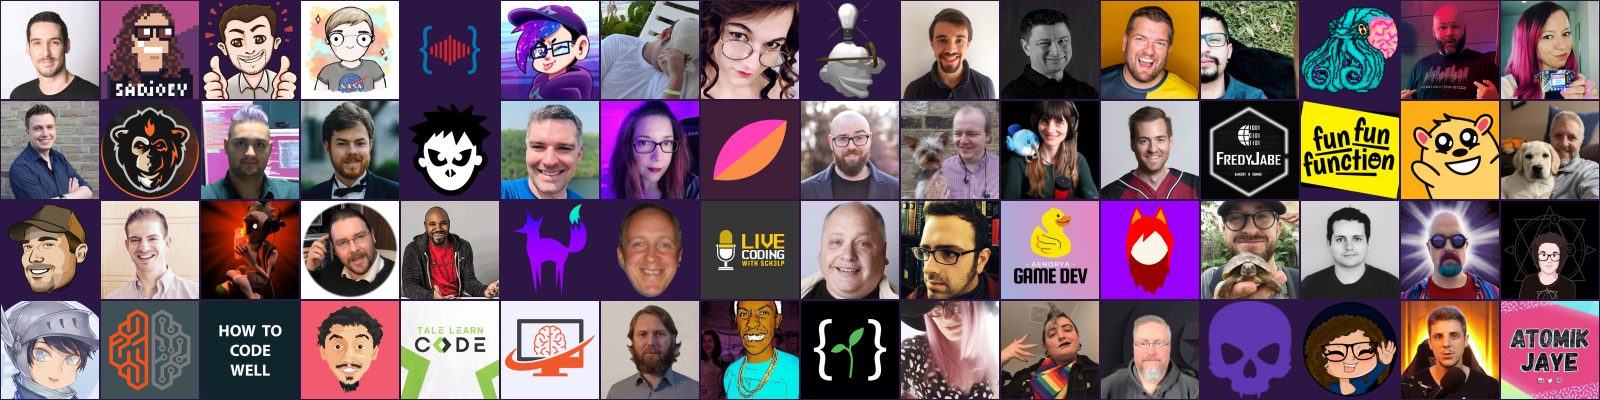 SADJOEY
NASA
fun fun
function
FREDYJABE
LIVE
CODING
WITH SCH3LP
- AENORYA -
GAME DEV
HOW TO
CODE
WELL
TALE LEARN
CODE
ATOMIK
JAYE